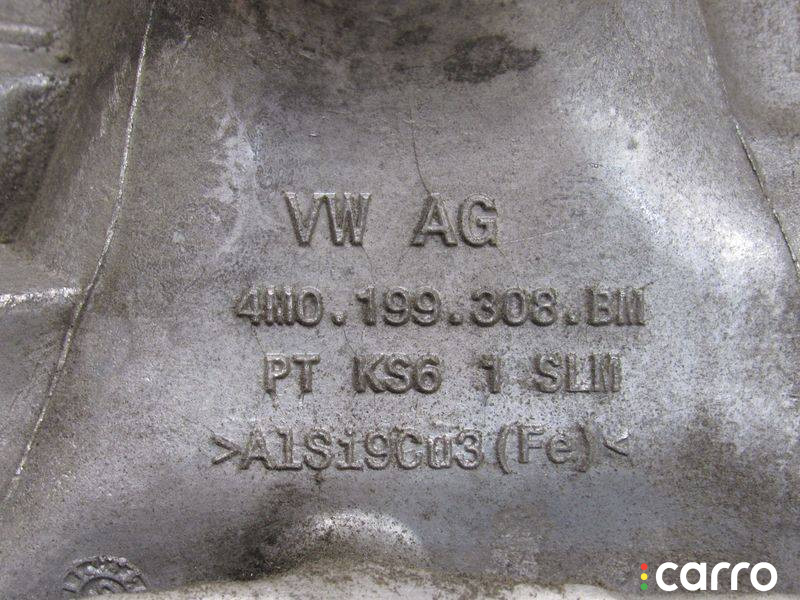 VW AG
4M0.199.308.BM
PT KS6 1 SLM
>AlSi9Cu3(Fe)<
carro